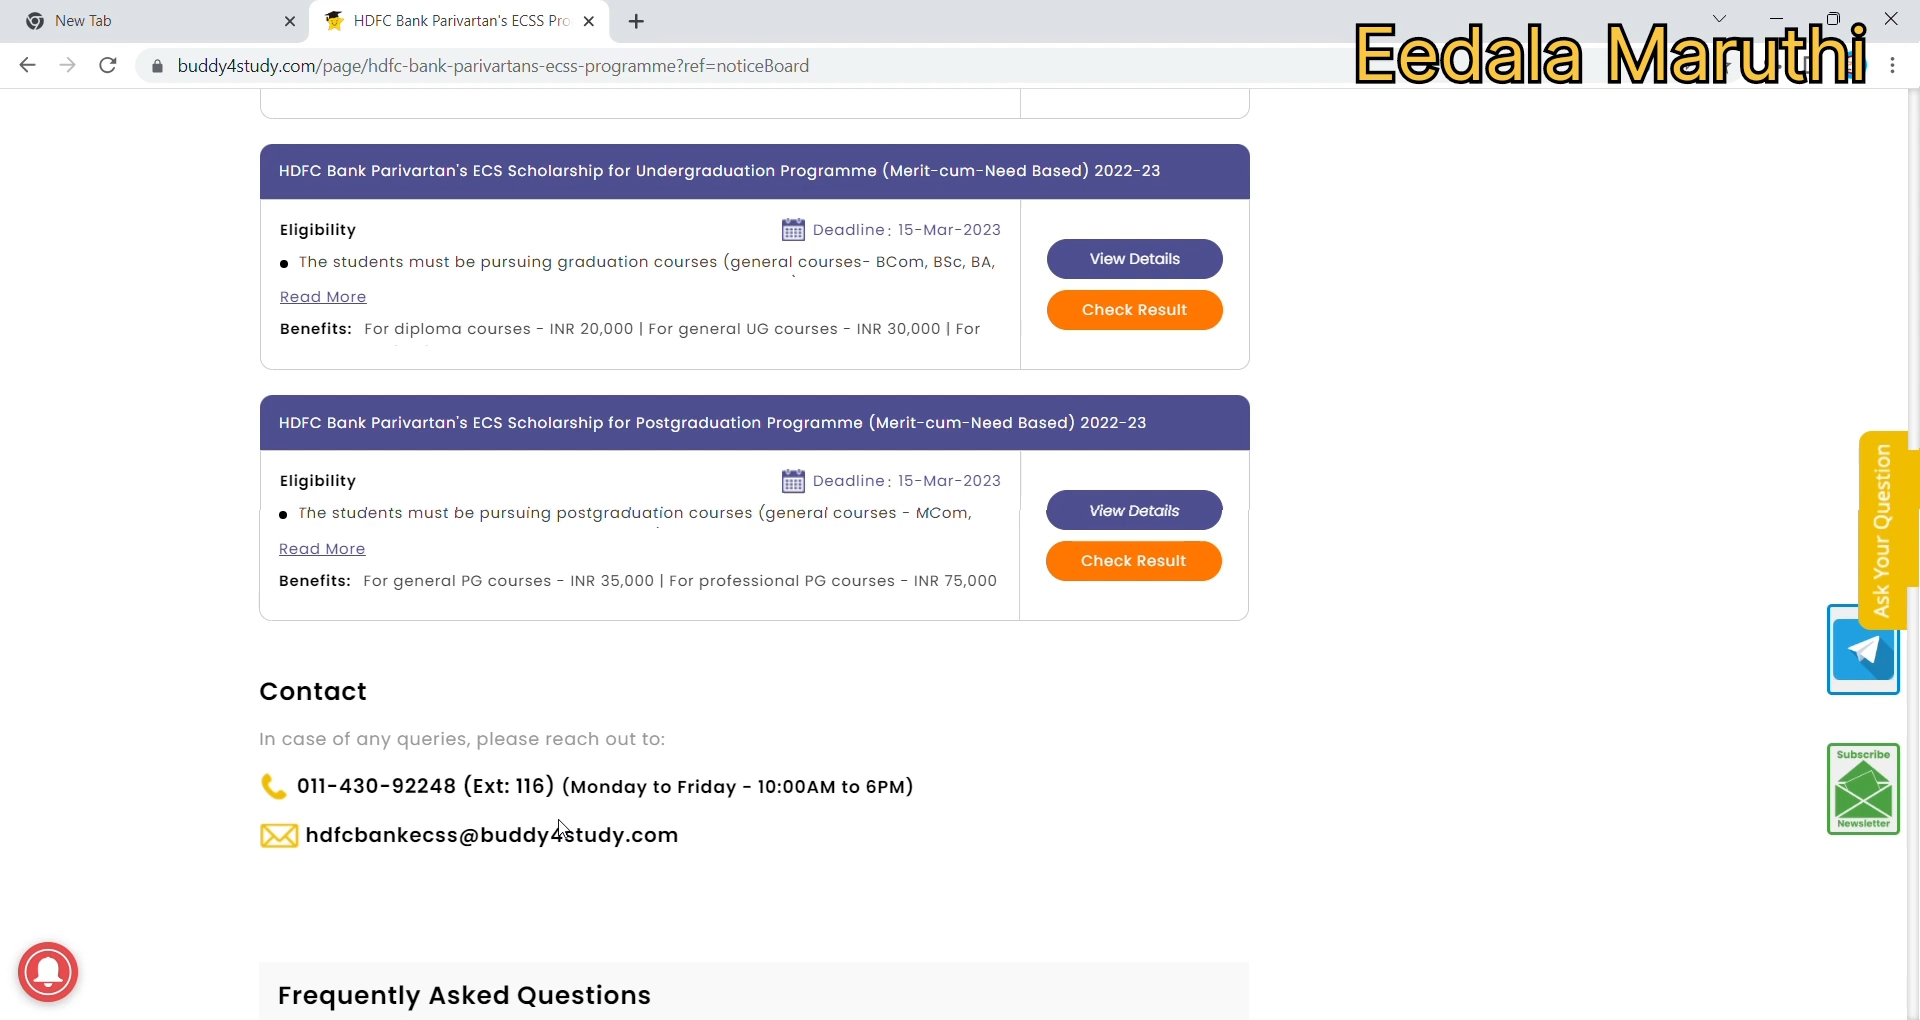 New Tab
HDFC Bank Parivartan's ECSS Pro
Eedala Maruthi
buddy4study.com/page/hdfc-bank-parivartans-ecss-programme?ref=noticeBoard
HDFC Bank Parivartan's ECS Scholarship for Undergraduation Programme (Merit-cum-Need Based) 2022-23
Eligibility
Deadline: 15-Mar-2023
The students must be pursuing graduation courses (general courses- BCom, BSc, BA,
View Details
Read More
Check Result
Benefits: For diploma courses - INR 20,000 | For general UG courses - INR 30,000 | For
HDFC Bank Parivartan's ECS Scholarship for Postgraduation Programme (Merit-cum-Need Based) 2022-23
Eligibility
Deadline: 15-Mar-2023
The students must be pursuing postgraduation courses (general courses - MCom,
View Details
Read More
Check Result
Benefits: For general PG courses - INR 35,000 | For professional PG courses - INR 75,000
Ask Your Question
Contact
In case of any queries, please reach out to:
011-430-92248 (Ext: 116) (Monday to Friday - 10:00AM to 6PM)
hdfcbankecss@buddy4study.com
Subscribe
Newsletter
Frequently Asked Questions